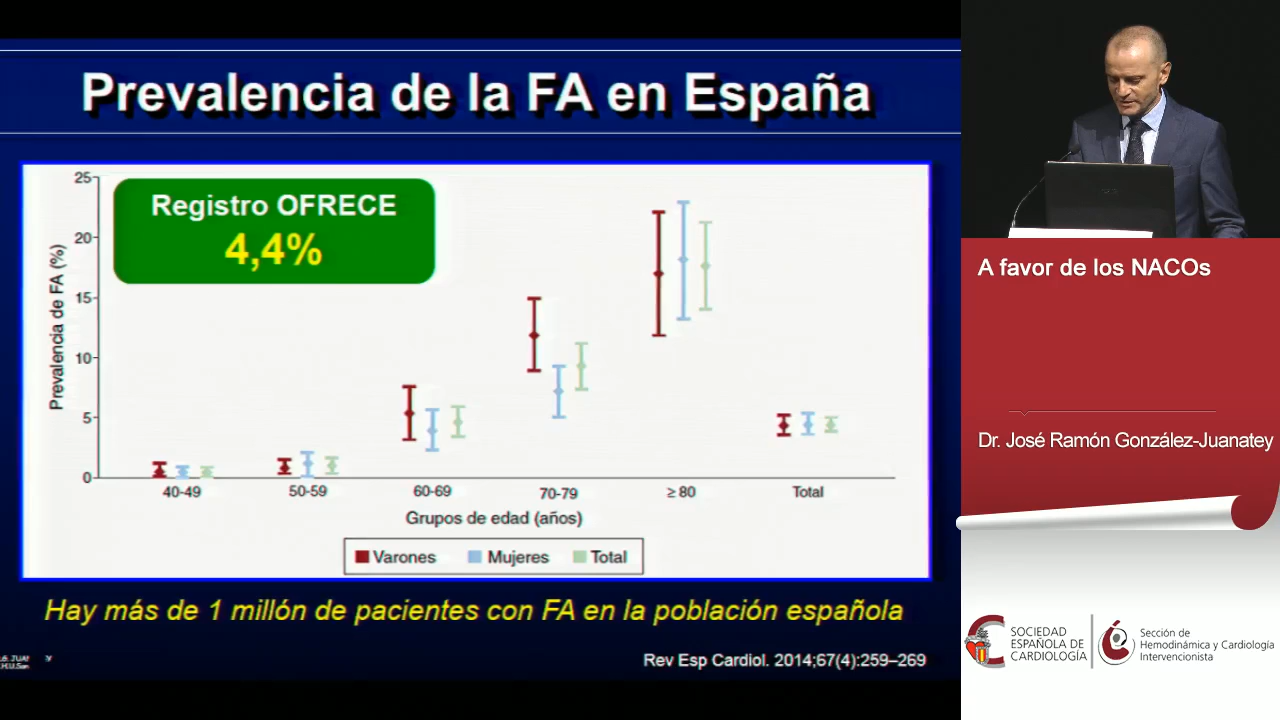 Prevalencia de la FA en España
Registro OFRECE
4,4%
Prevalencia de FA (%)
25
20
15
10
5
0
40-49
50-59
60-69
70-79
≥ 80
Total
Grupos de edad (años)
Varones
Mujeres
Total
Hay más de 1 millón de pacientes con FA en la población española
Rev Esp Cardiol. 2014;67(4):259–269
A favor de los NACOs
Dr. José Ramón González-Juanatey
SOCIEDAD
ESPAÑOLA DE
CARDIOLOGÍA
Sección de
Hemodinámica y Cardiología
Intervencionista